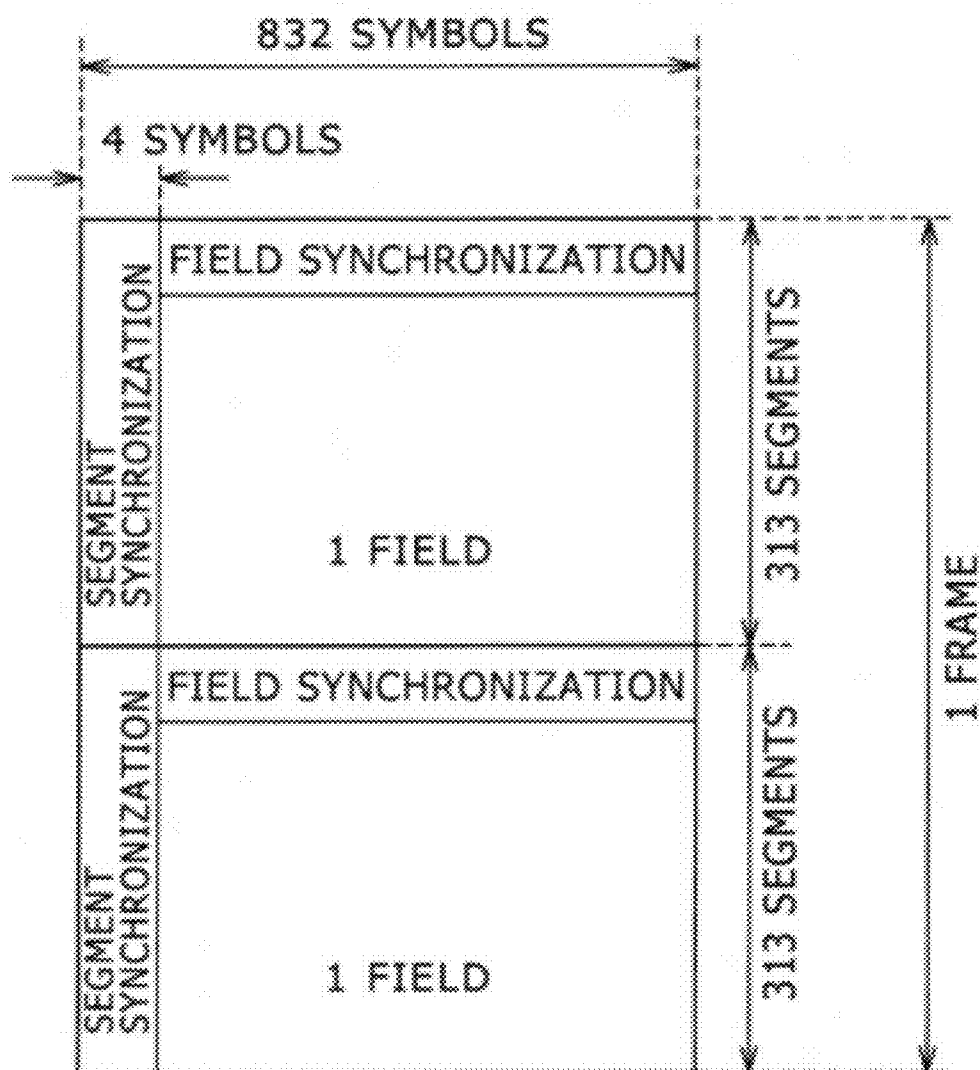 832 SYMBOLS
4 SYMBOLS
FIELD SYNCHRONIZATION
SEGMENT
SYNCHRONIZATION
1 FIELD
313 SEGMENTS
1 FRAME
FIELD SYNCHRONIZATION
SEGMENT
SYNCHRONIZATION
1 FIELD
313 SEGMENTS